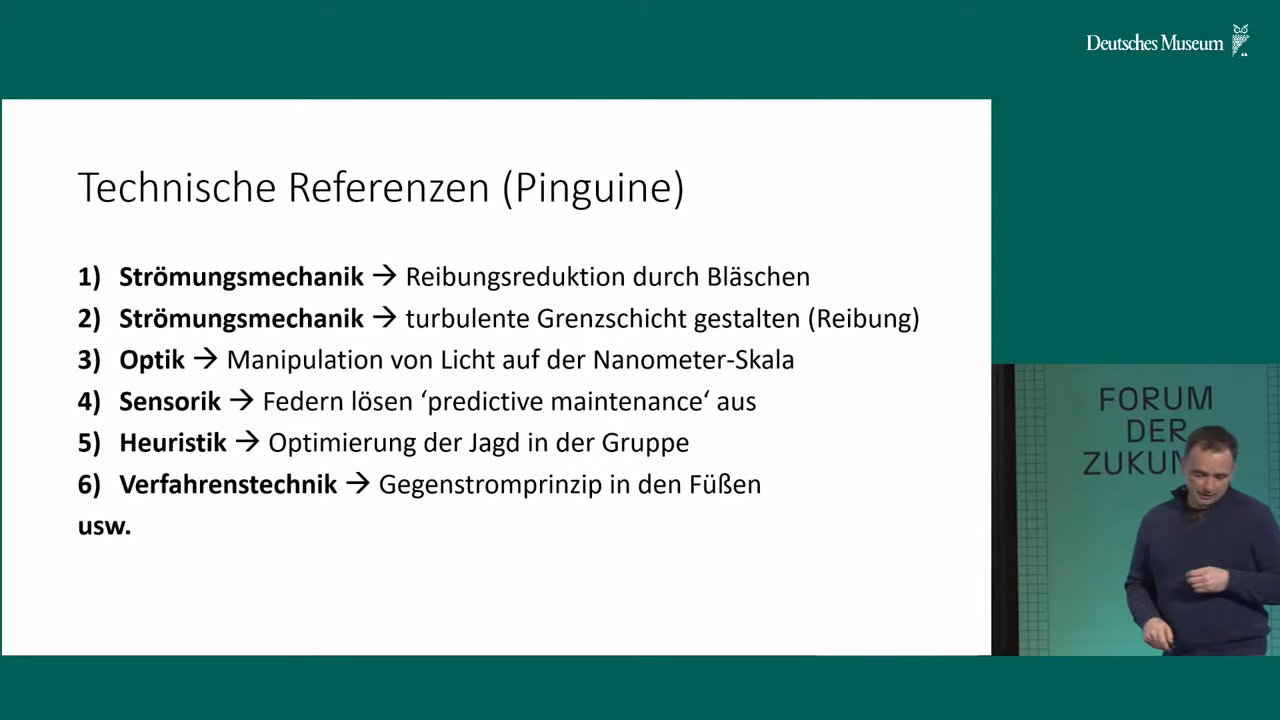 Deutsches Museum
Technische Referenzen (Pinguine)
1) Strömungsmechanik → Reibungsreduktion durch Bläschen
2) Strömungsmechanik → turbulente Grenzschicht gestalten (Reibung)
3) Optik → Manipulation von Licht auf der Nanometer-Skala
4) Sensorik → Federn lösen ‘predictive maintenance‘ aus
5) Heuristik → Optimierung der Jagd in der Gruppe
6) Verfahrenstechnik → Gegenstromprinzip in den Füßen
usw.
FORUM
DER